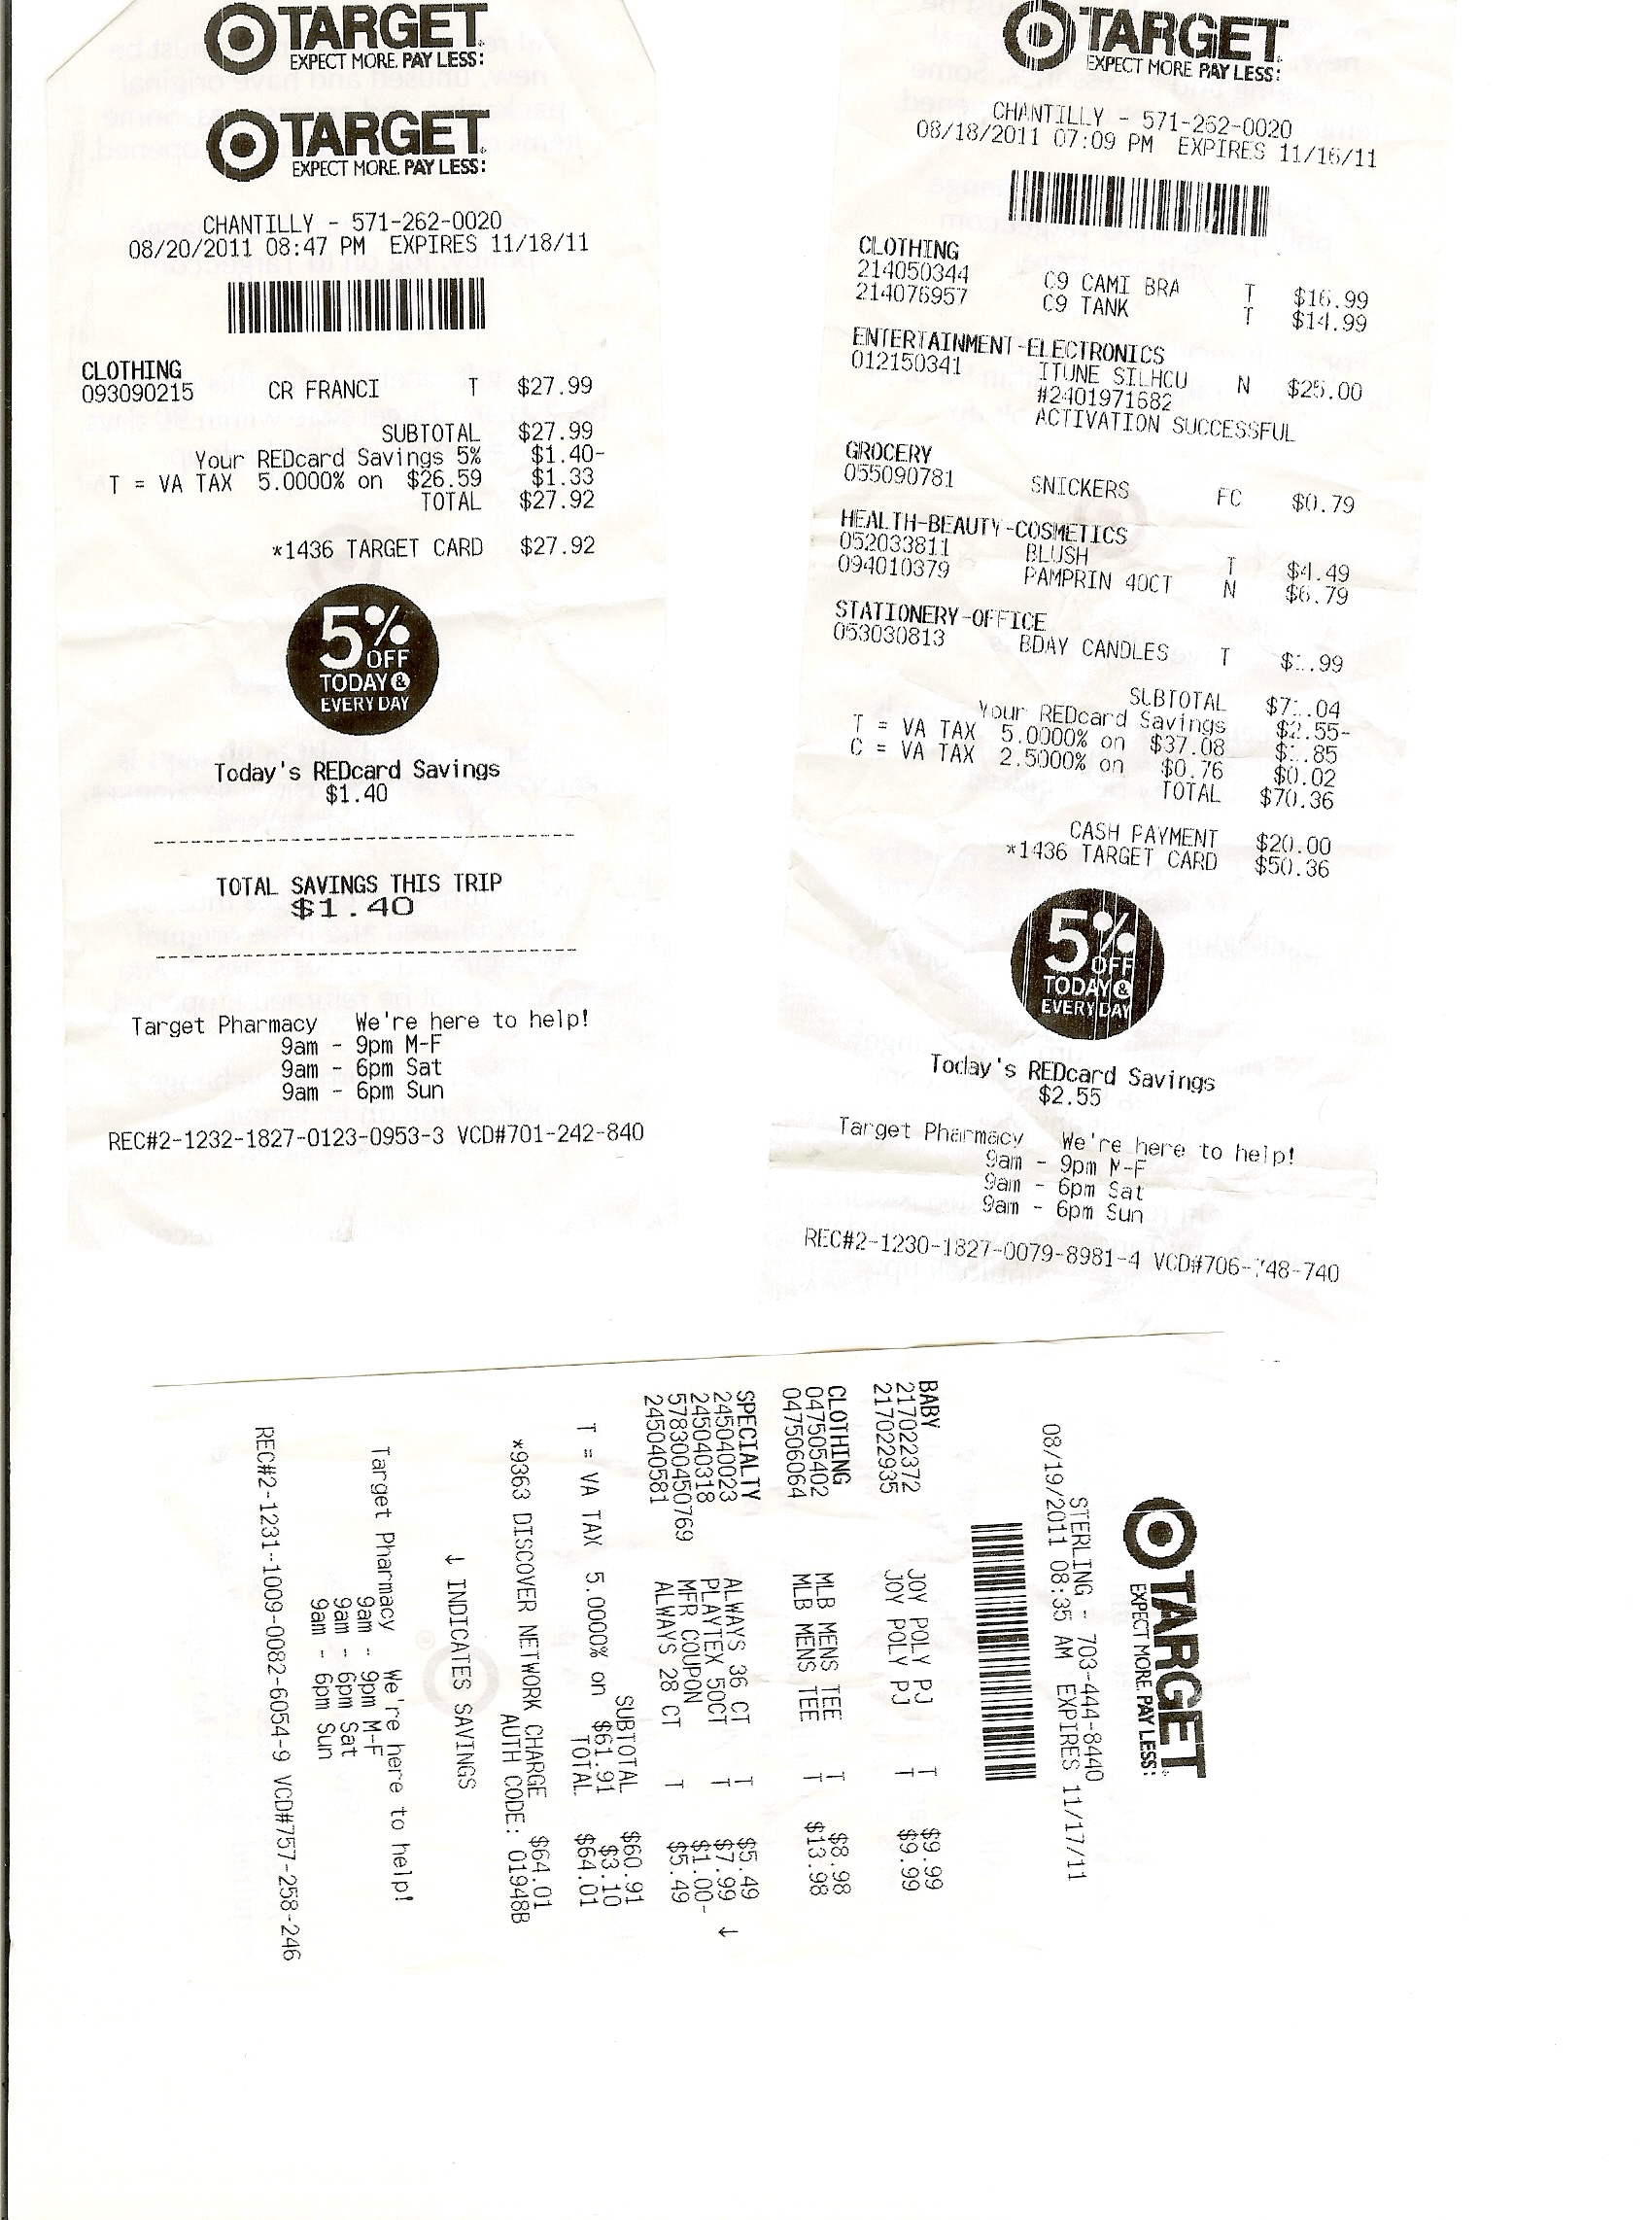 TARGET
EXPECT MORE. PAY LESS.
TARGET
EXPECT MORE. PAY LESS.
CHANTILLY - 571-262-0020
08/20/2011 08:47 PM EXPIRES 11/18/11
CLOTHING
093090215 CR FRANCI T $27.99
SUBTOTAL $27.99
Your REDcard Savings 5% $1.40-
T = VA TAX 5.0000% on $26.59 $1.33
TOTAL $27.92
*1436 TARGET CARD $27.92
5% OFF
TODAY &
EVERY DAY
Today's REDcard Savings
$1.40
TOTAL SAVINGS THIS TRIP
$1.40
Target Pharmacy We're here to help!
9am - 9pm M-F
9am - 6pm Sat
9am - 6pm Sun
REC#2-1232-1827-0123-0953-3 VCD#701-242-840
TARGET
EXPECT MORE. PAY LESS.
CHANTILLY - 571-262-0020
08/18/2011 07:09 PM EXPIRES 11/16/11
CLOTHING
214050344 C9 CAMI BRA T $16.99
214076957 C9 TANK T $14.99
ENTERTAINMENT-ELECTRONICS
012150341 ITUNE SILHCU N $25.00
#2401971682
ACTIVATION SUCCESSFUL
GROCERY
055090781 SNICKERS FC $0.79
HEALTH-BEAUTY-COSMETICS
052033811 BLUSH T $4.49
094010379 PAMPRIN 40CT N $6.79
STATIONERY-OFFICE
053030813 BDAY CANDLES T
SUBTOTAL $71.04
Your REDcard Savings $2.55-
T = VA TAX 5.0000% on $37.08 $1.85
C = VA TAX 2.5000% on $0.76 $0.02
TOTAL $70.36
CASH PAYMENT $20.00
*1436 TARGET CARD $50.36
5% OFF
TODAY &
EVERY DAY
Today's REDcard Savings
$2.55
Target Pharmacy We're here to help!
9am - 9pm M-F
9am - 6pm Sat
9am - 6pm Sun
REC#2-1230-1827-0079-8981-4
TARGET
EXPECT MORE. PAY LESS.
STERLING - 703-444-8440
08/19/2011 08:35 AM EXPIRES 11/17/11
BABY
217022372 JOY POLY PJ T $9.99
217022935 JOY POLY PJ T $9.99
CLOTHING
047505402 MLB MENS TEE T $8.98
047506064 MLB MENS TEE T $13.98
SPECIALTY
245040023 ALWAYS 36 CT T $5.49
245040318 PLAYTEX 50CT T $7.99 ↓
578300450769 MFR COUPON $1.00-
245040581 ALWAYS 28 CT T $5.49
SUBTOTAL $60.91
T = VA TAX 5.0000% on $61.91 $3.10
TOTAL $64.01
*9363 DISCOVER NETWORK CHARGE $64.01
AUTH CODE: 01948B
↓ INDICATES SAVINGS
Target Pharmacy We're here to help!
9am - 9pm M-F
9am - 6pm Sat
9am - 6pm Sun
REC#2-1231-1009-0082-6054-9 VCD#757-258-246